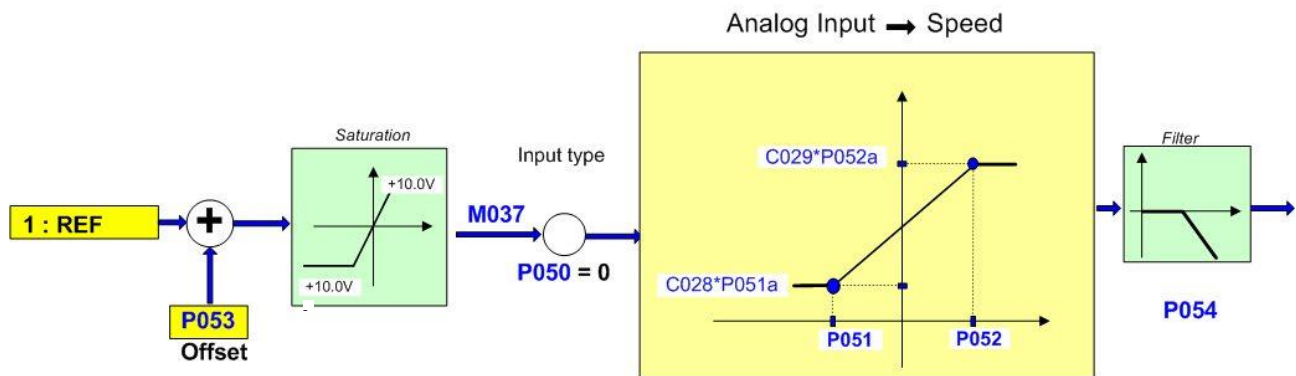 Analog Input → Speed
Saturation
+10.0V
+10.0V
-
1 : REF
+
P053
Offset
Input type
M037
P050 = 0
C029*P052a
C028*P051a
P051
P052
Filter
P054